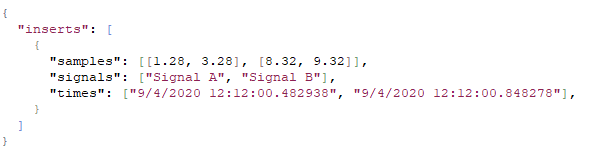 {
  "inserts": [
    {
      "samples": [[1.28, 3.28], [8.32, 9.32]],
      "signals": ["Signal A", "Signal B"],
      "times": ["9/4/2020 12:12:00.482938", "9/4/2020 12:12:00.848278"],
    }
  ]
}